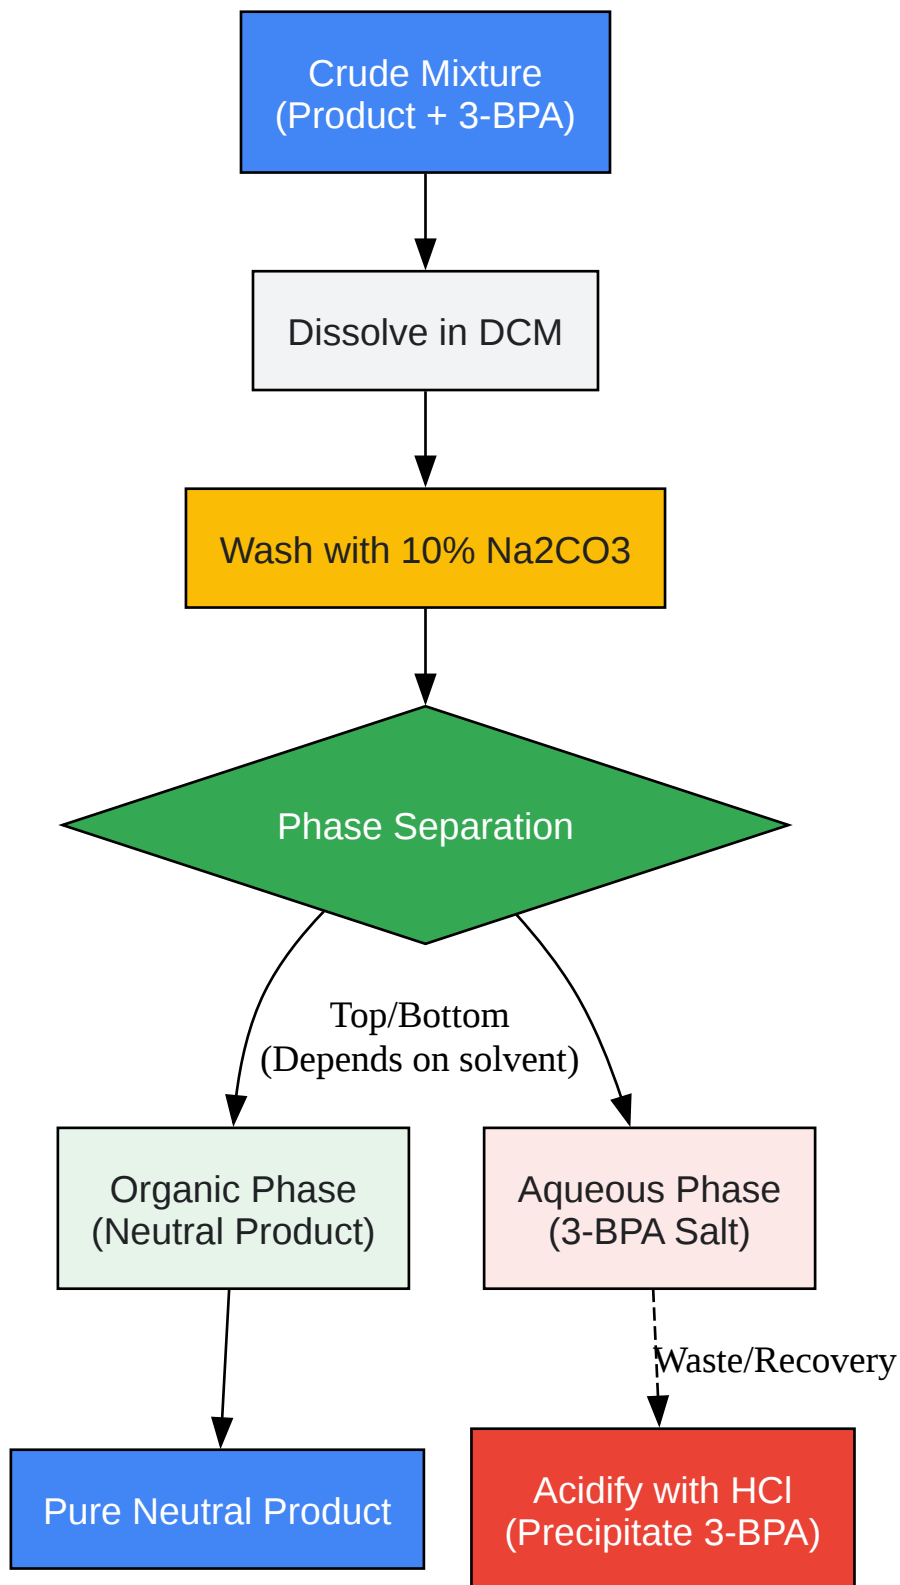 Crude Mixture
(Product + 3-BPA)
Dissolve in DCM
Wash with 10% Na2CO3
Phase Separation
Top/Bottom
(Depends on solvent)
Organic Phase
(Neutral Product)
Aqueous Phase
(3-BPA Salt)
Waste/Recovery
Pure Neutral Product
Acidify with HCl
(Precipitate 3-BPA)